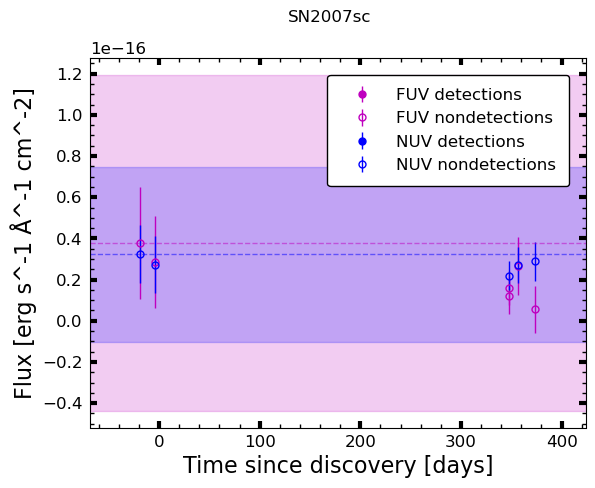 SN2007sc
1e−16
FUV detections
FUV nondetections
NUV detections
NUV nondetections
1.2
1.0
0.8
0.6
0.4
0.2
0.0
−0.2
−0.4
Flux [erg s^-1 Å^-1 cm^-2]
0 100 200 300 400
Time since discovery [days]